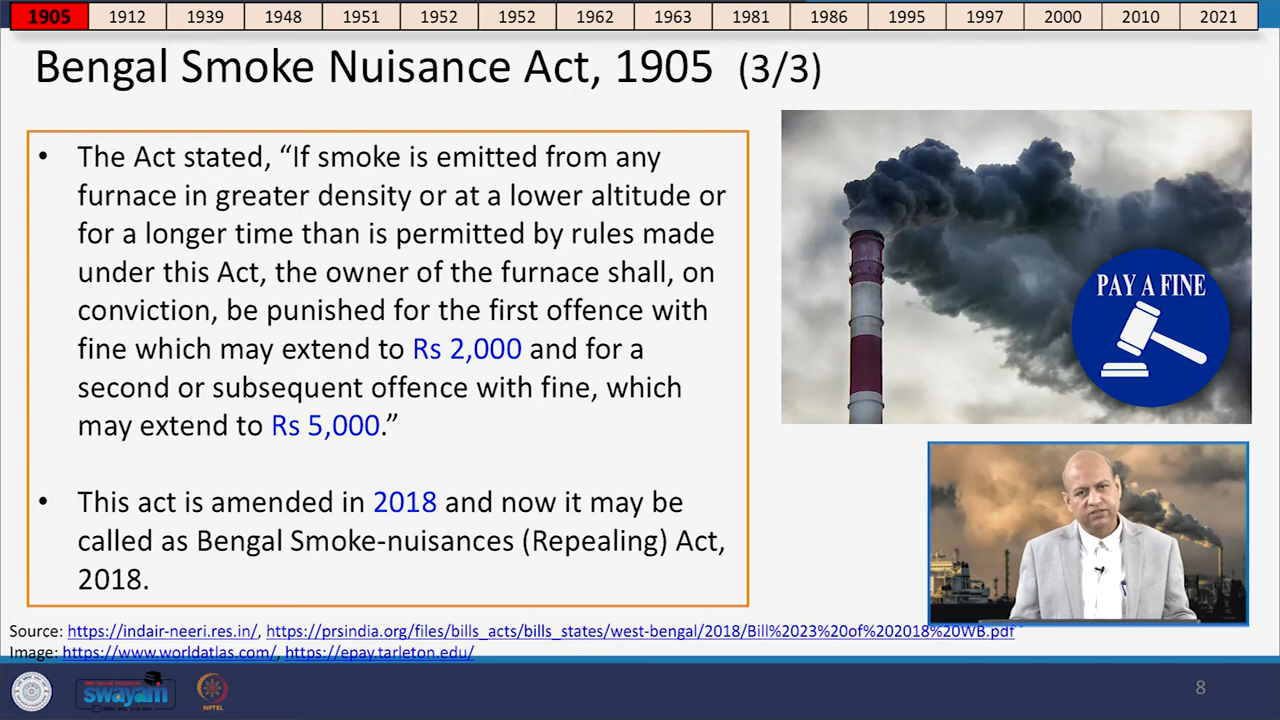 1905 1912 1939 1948 1951 1952 1952 1962 1963 1981 1986 1995 1997 2000 2010 2021
Bengal Smoke Nuisance Act, 1905 (3/3)
• The Act stated, “If smoke is emitted from any
furnace in greater density or at a lower altitude or
for a longer time than is permitted by rules made
under this Act, the owner of the furnace shall, on
conviction, be punished for the first offence with
fine which may extend to Rs 2,000 and for a
second or subsequent offence with fine, which
may extend to Rs 5,000.”
• This act is amended in 2018 and now it may be
called as Bengal Smoke-nuisances (Repealing) Act,
2018.
PAY A FINE
Source: https://indair-neeri.res.in/, https://prsindia.org/files/bills_acts/bills_states/west-bengal/2018/Bill%2023%20of%202018%20WB.pdf
Image: https://www.worldatlas.com/, https://epay.tarleton.edu/
swayam
NPTEL
8